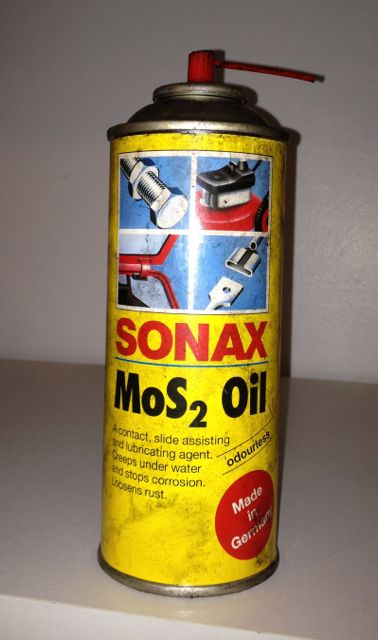 SONAX
MoS₂ Oil
A contact, slide assisting
and lubricating agent.
Creeps under water
and stops corrosion.
Loosens rust.
odourless
Made
in
Germany